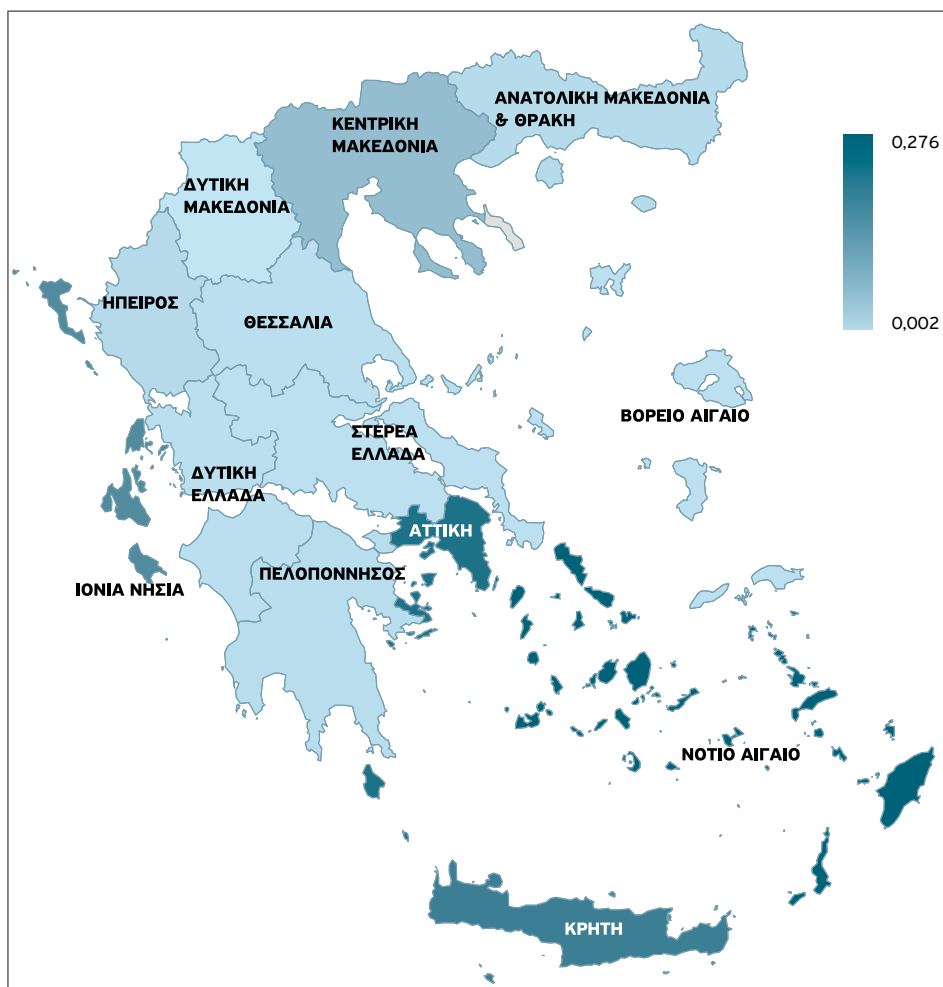 ΑΝΑΤΟΛΙΚΗ ΜΑΚΕΔΟΝΙΑ
& ΘΡΑΚΗ
ΚΕΝΤΡΙΚΗ
ΜΑΚΕΔΟΝΙΑ
0,276
ΔΥΤΙΚΗ
ΜΑΚΕΔΟΝΙΑ
ΗΠΕΙΡΟΣ
ΘΕΣΣΑΛΙΑ
0,002
ΒΟΡΕΙΟ ΑΙΓΑΙΟ
ΣΤΕΡΕΑ
ΕΛΛΑΔΑ
ΔΥΤΙΚΗ
ΕΛΛΑΔΑ
ΑΤΤΙΚΗ
ΠΕΛΟΠΟΝΝΗΣΟΣ
ΙΟΝΙΑ ΝΗΣΙΑ
ΝΟΤΙΟ ΑΙΓΑΙΟ
ΚΡΗΤΗ